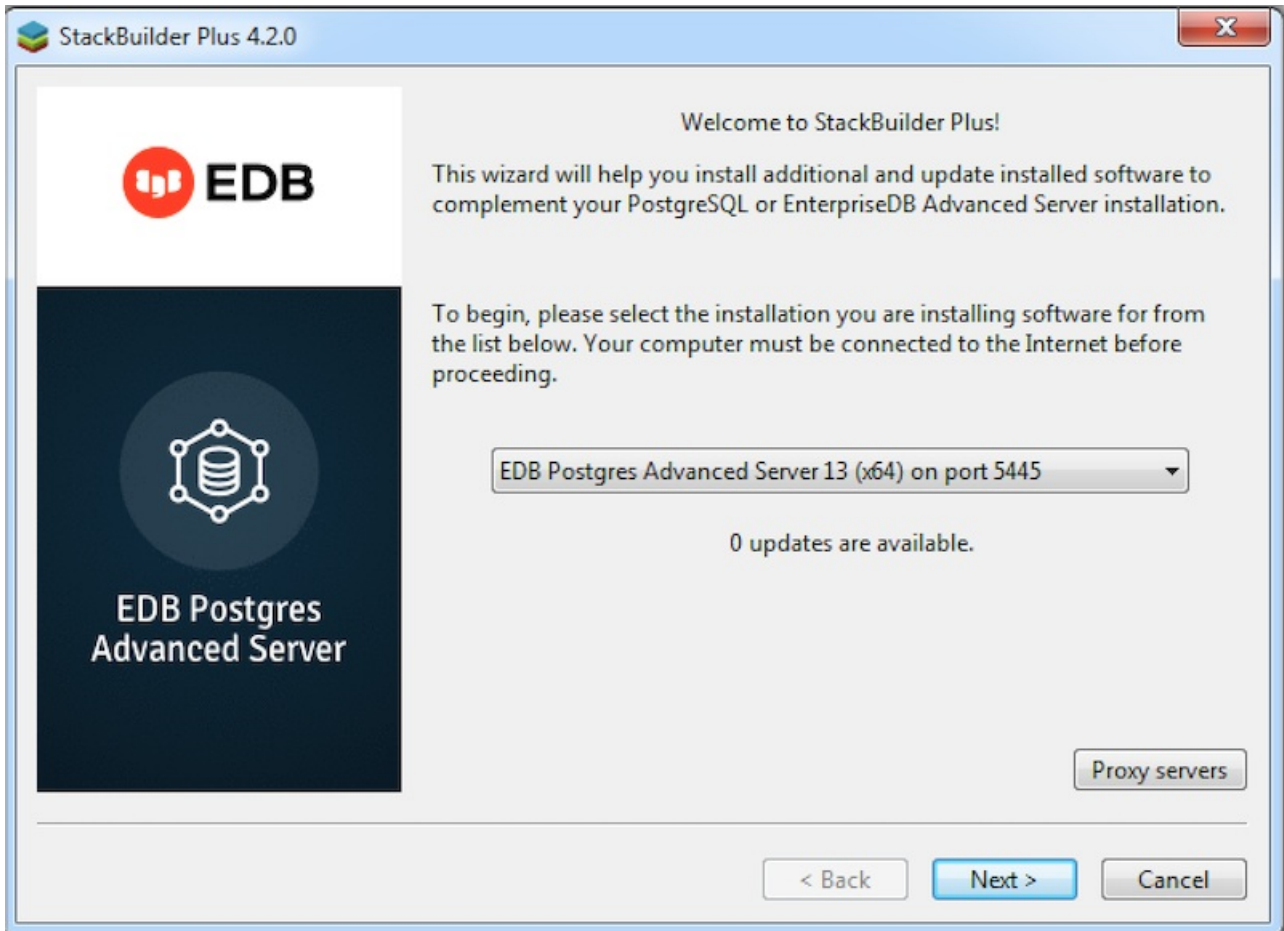 StackBuilder Plus 4.2.0
EDB
EDB Postgres
Advanced Server
Welcome to StackBuilder Plus!
This wizard will help you install additional and update installed software to
complement your PostgreSQL or EnterpriseDB Advanced Server installation.
To begin, please select the installation you are installing software for from
the list below. Your computer must be connected to the Internet before
proceeding.
EDB Postgres Advanced Server 13 (x64) on port 5445
0 updates are available.
Proxy servers
< Back
Next >
Cancel